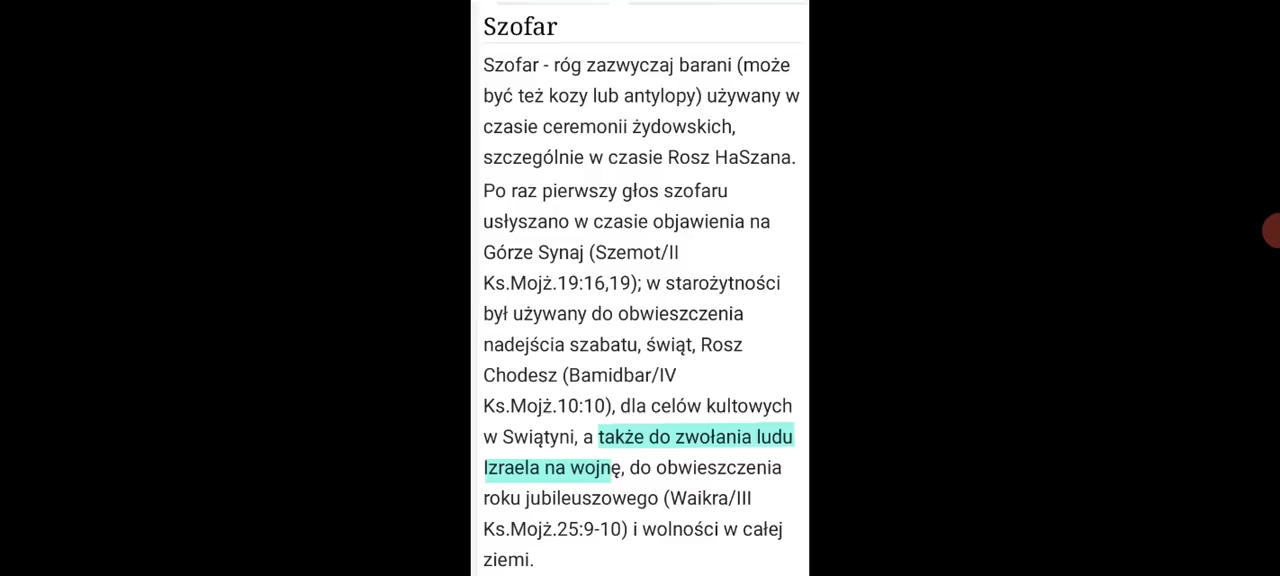 Szofar
Szofar - róg zazwyczaj barani (może
być też kozy lub antylopy) używany w
czasie ceremonii żydowskich,
szczególnie w czasie Rosz HaSzana.
Po raz pierwszy głos szofaru
usłyszano w czasie objawienia na
Górze Synaj (Szemot/II
Ks.Mojż.19:16,19); w starożytności
był używany do obwieszczenia
nadejścia szabatu, świąt, Rosz
Chodesz (Bamidbar/IV
Ks.Mojż.10:10), dla celów kultowych
w Swiątyni, a także do zwołania ludu
Izraela na wojnę, do obwieszczenia
roku jubileuszowego (Waikra/III
Ks.Mojż.25:9-10) i wolności w całej
ziemi.